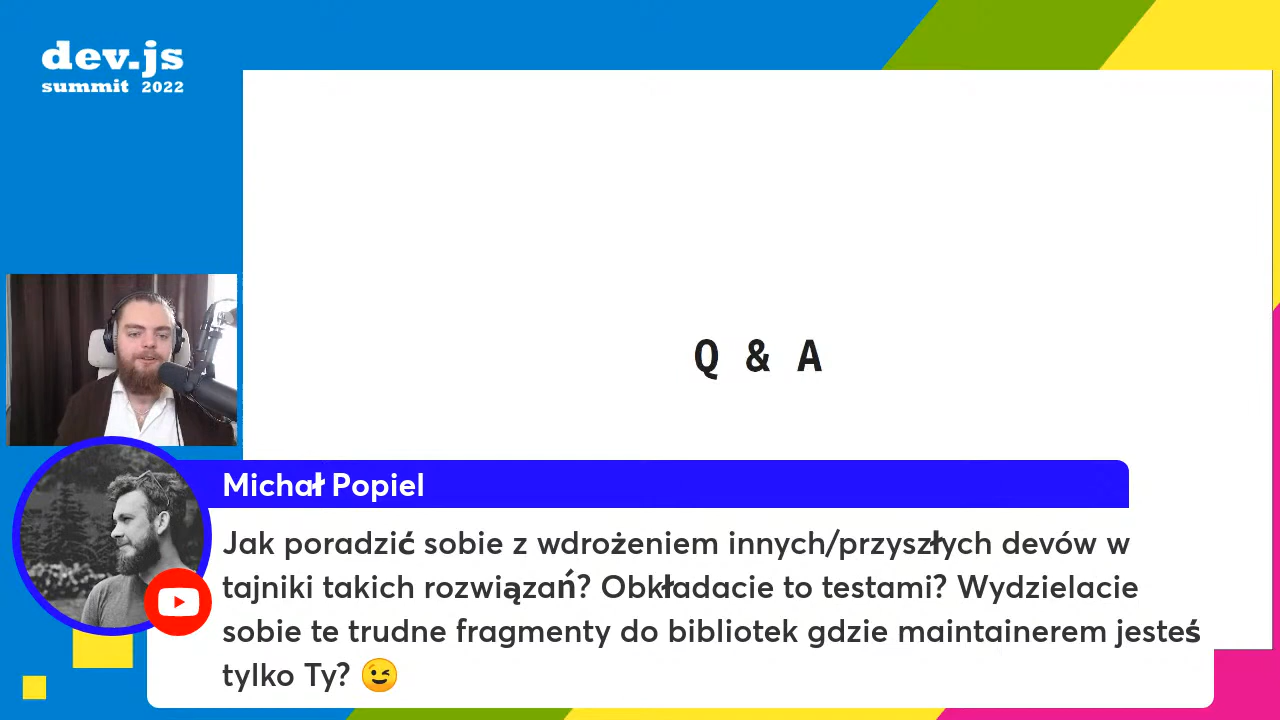 dev.js
summit 2022
Q & A
Michał Popiel
Jak poradzić sobie z wdrożeniem innych/przyszłych devów w
tajniki takich rozwiązań? Obkładacie to testami? Wydzielacie
sobie te trudne fragmenty do bibliotek gdzie maintainerem jesteś
tylko Ty? 😉